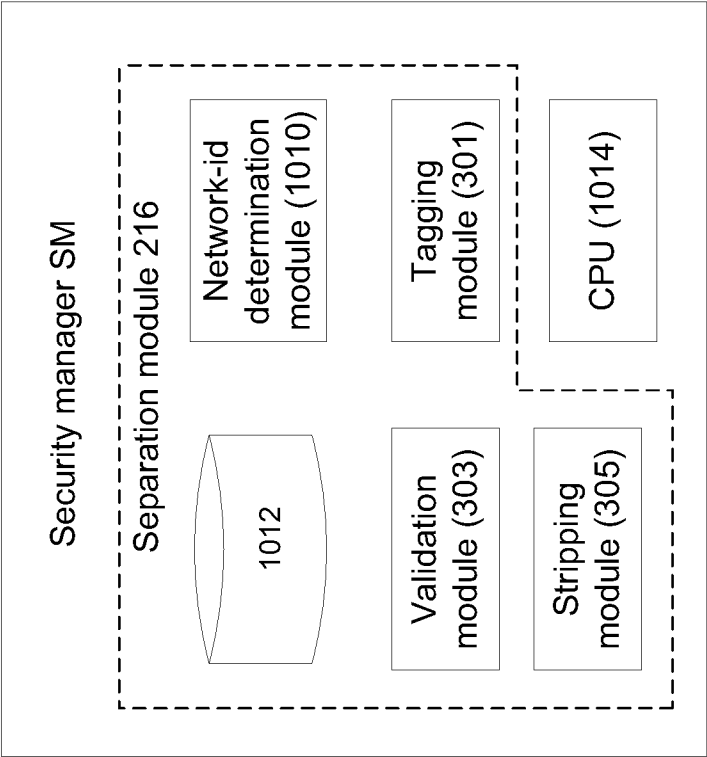 Security manager SM
Separation module 216
1012
Network-id
determination
module (1010)
Validation
module (303)
Tagging
module (301)
Stripping
module (305)
CPU (1014)